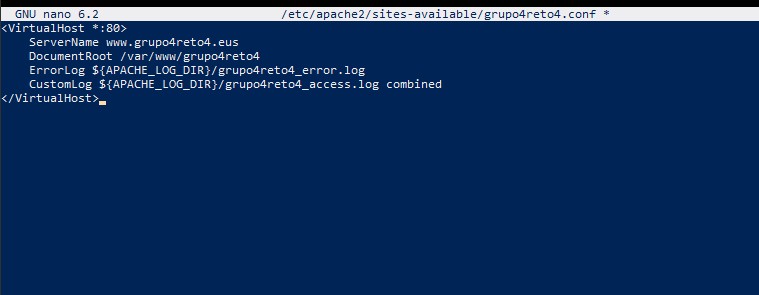 GNU nano 6.2 /etc/apache2/sites-available/grupo4reto4.conf *
<VirtualHost *:80>
    ServerName www.grupo4reto4.eus
    DocumentRoot /var/www/grupo4reto4
    ErrorLog ${APACHE_LOG_DIR}/grupo4reto4_error.log
    CustomLog ${APACHE_LOG_DIR}/grupo4reto4_access.log combined
</VirtualHost>